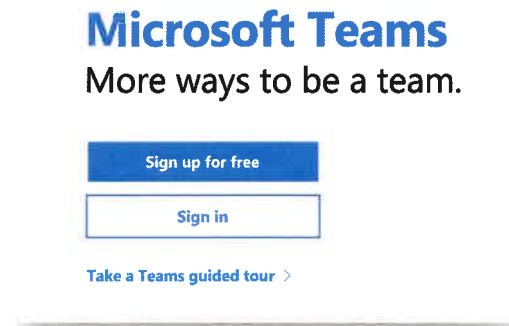 Microsoft Teams
More ways to be a team.
Sign up for free
Sign in
Take a Teams guided tour >